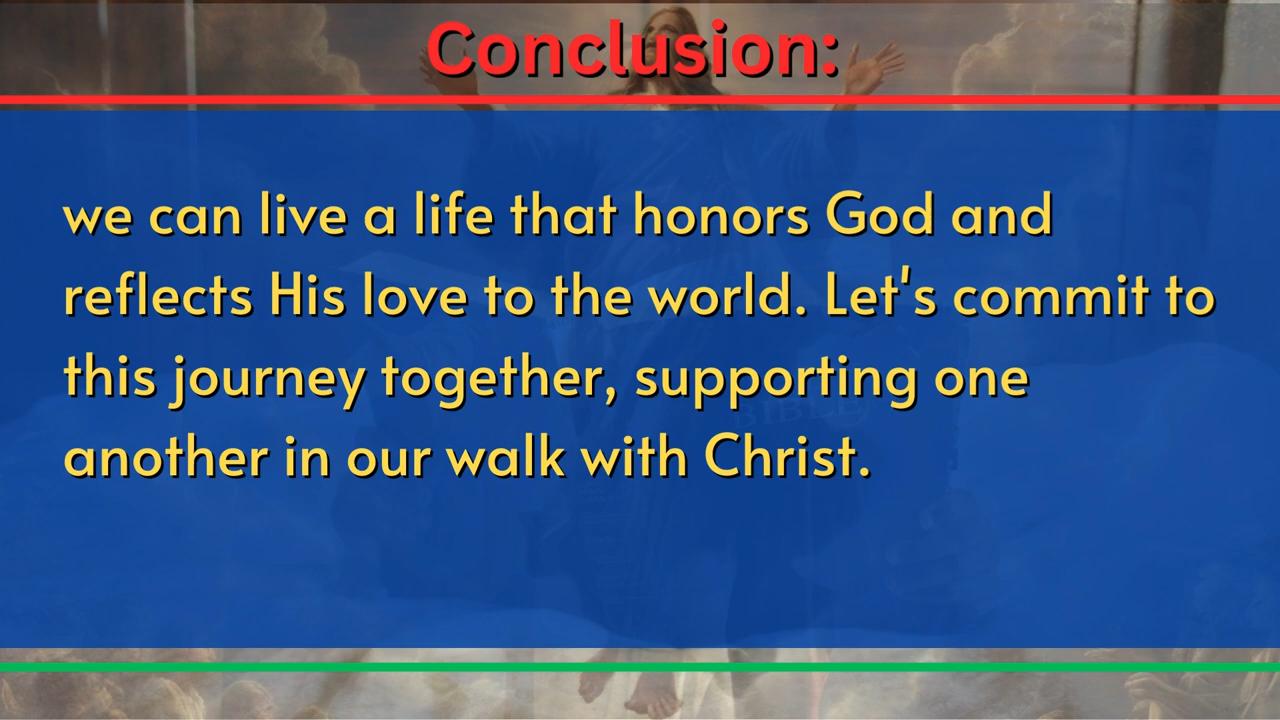 Conclusion:
we can live a life that honors God and
reflects His love to the world. Let's commit to
this journey together, supporting one
another in our walk with Christ.
BIBLE